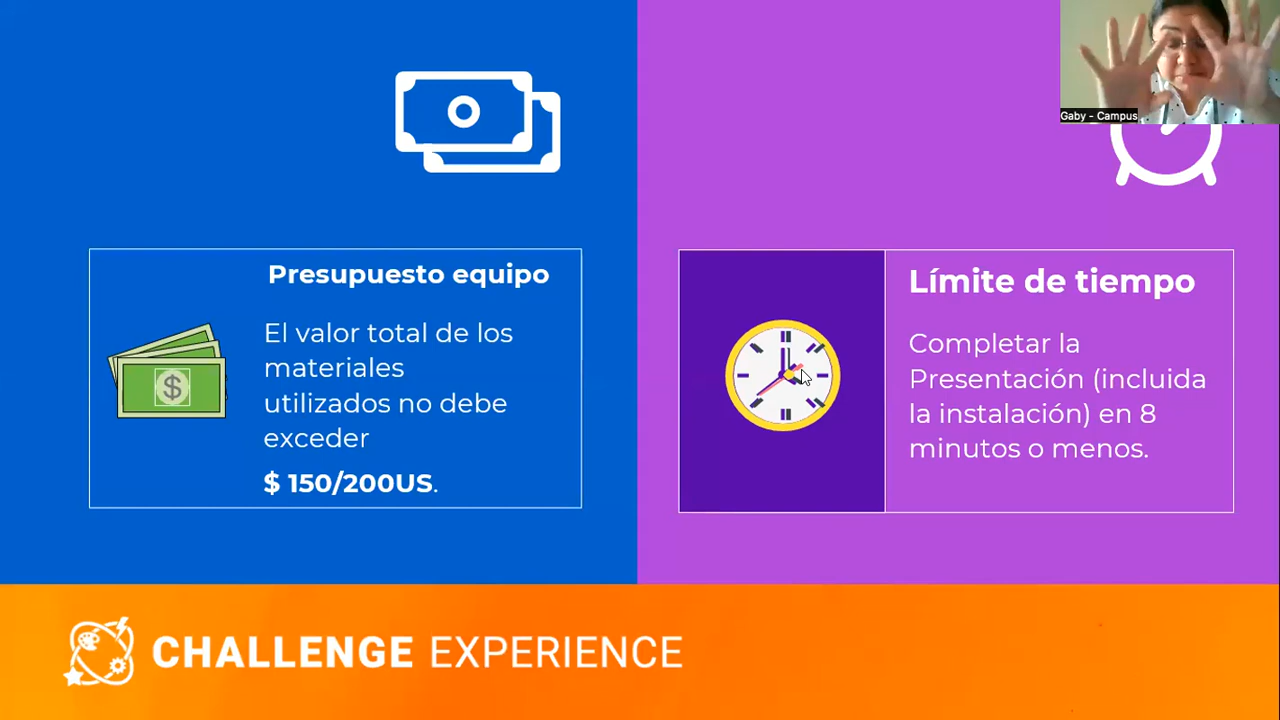 Gaby - Campus
Presupuesto equipo
El valor total de los
materiales
utilizados no debe
exceder
$ 150/200US.
$
Límite de tiempo
Completar la
Presentación (incluida
la instalación) en 8
minutos o menos.
CHALLENGE EXPERIENCE